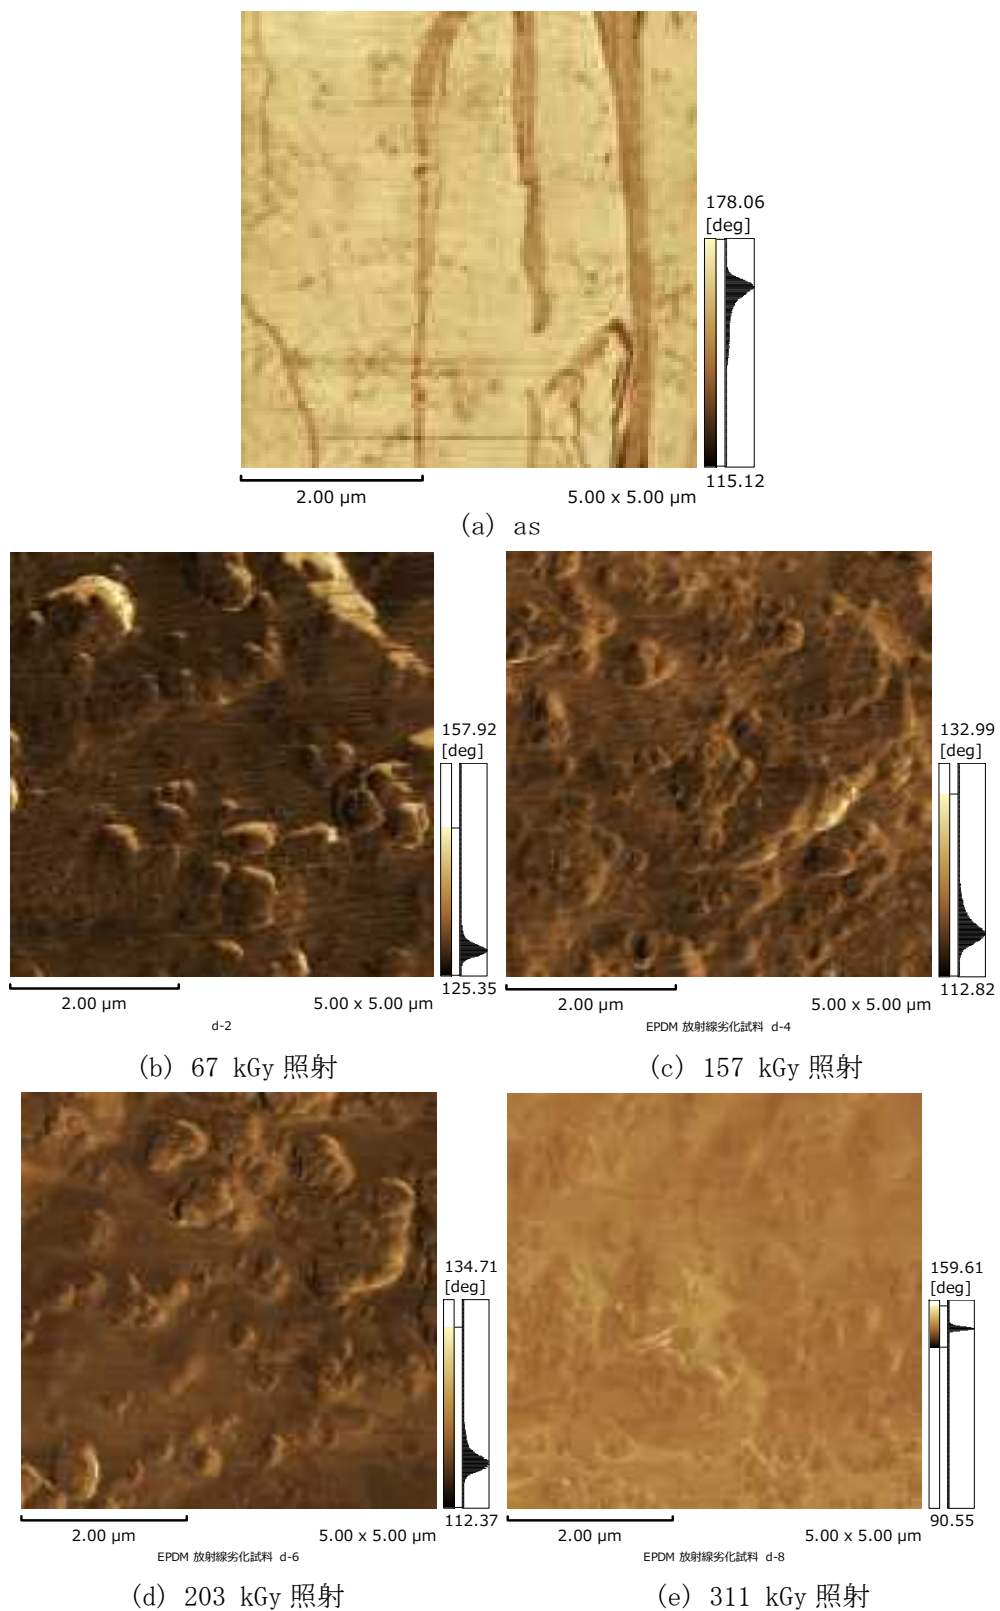 178.06
[deg]
115.12
2.00 μm
5.00 x 5.00 μm
(a) as
157.92
[deg]
125.35
2.00 μm
5.00 x 5.00 μm
d-2
(b) 67 kGy 照射
132.99
[deg]
112.82
2.00 μm
5.00 x 5.00 μm
EPDM 放射線劣化試料 d-4
(c) 157 kGy 照射
134.71
[deg]
112.37
2.00 μm
5.00 x 5.00 μm
EPDM 放射線劣化試料 d-6
(d) 203 kGy 照射
159.61
[deg]
90.55
2.00 μm
5.00 x 5.00 μm
EPDM 放射線劣化試料 d-8
(e) 311 kGy 照射